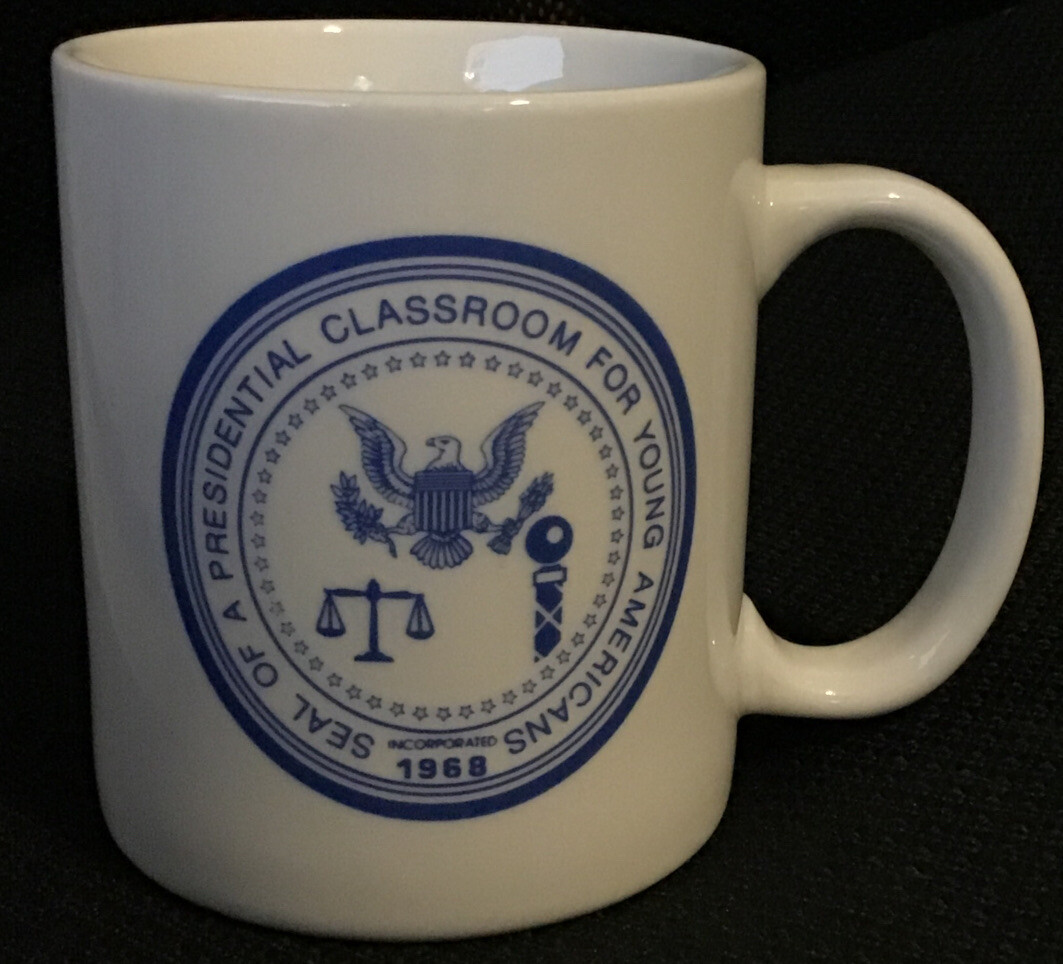 SEAL OF A PRESIDENTIAL CLASSROOM FOR YOUNG AMERICANS
INCORPORATED
1968